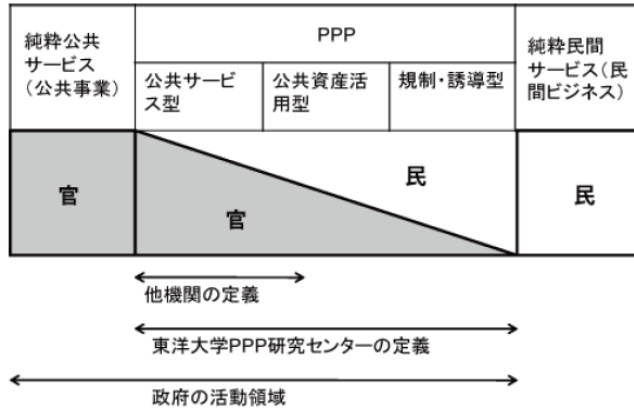 純粋公共
サービス
（公共事業）
PPP
純粋民間
サービス（民
間ビジネス）
公共サービ
ス型
公共資産活
用型
規制・誘導型
官
官
民
民
他機関の定義
東洋大学PPP研究センターの定義
政府の活動領域